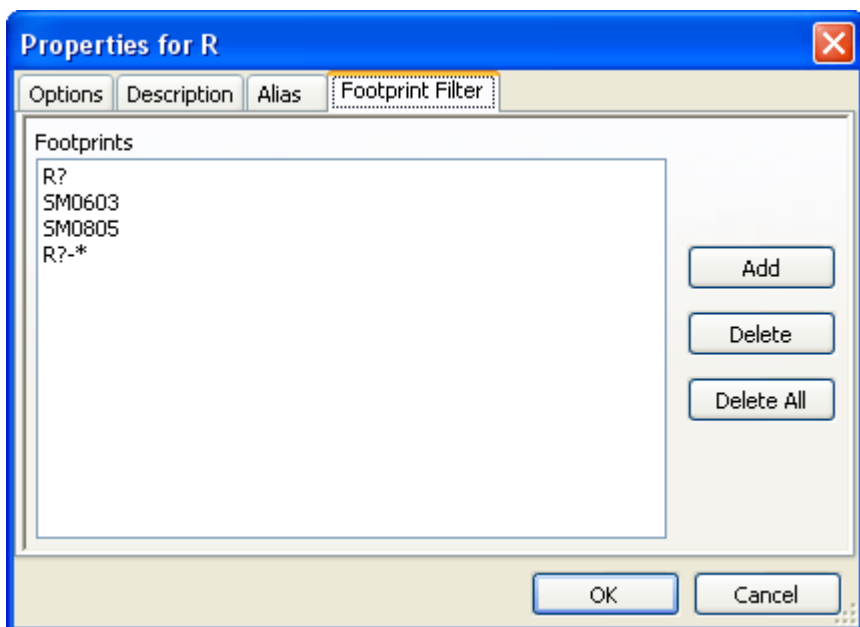 Properties for R
Options Description Alias Footprint Filter
Footprints
R?
SM0603
SM0805
R?-*
Add
Delete
Delete All
OK Cancel